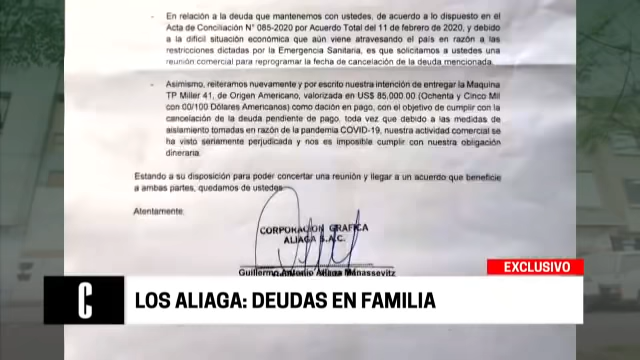 - En relación a la deuda que mantenemos con ustedes, de acuerdo a lo dispuesto en el
Acta de Conciliación N° 085-2020 por Acuerdo Total del 11 de febrero de 2020, y debido
a la difícil situación económica que aún viene atravesando el país en razón a las
restricciones dictadas por la Emergencia Sanitaria, es que solicitamos a ustedes una
reunión comercial para reprogramar la fecha de cancelación de la deuda mencionada.
- Asimismo, reiteramos nuevamente y por escrito nuestra intención de entregar la Maquina
TP Miller 41, de Origen Americano, valorizada en US$ 85,000.00 (Ochenta y Cinco Mil
con 00/100 Dólares Americanos) como dación en pago, con el objetivo de cumplir con la
cancelación de la deuda pendiente de pago, toda vez que debido a las medidas de
aislamiento tomadas en razón de la pandemia COVID-19, nuestra actividad comercial se
ha visto seriamente perjudicada y nos es imposible cumplir con nuestra obligación
dineraria.
Estando a su disposición para poder concertar una reunión y llegar a un acuerdo que beneficie
a ambas partes, quedamos de ustedes.
Atentamente:
CORPORACION GRAFICA
ALIAGA S.A.C.
Guillermo Antonio Aliaga Manassevitz
EXCLUSIVO
C LOS ALIAGA: DEUDAS EN FAMILIA